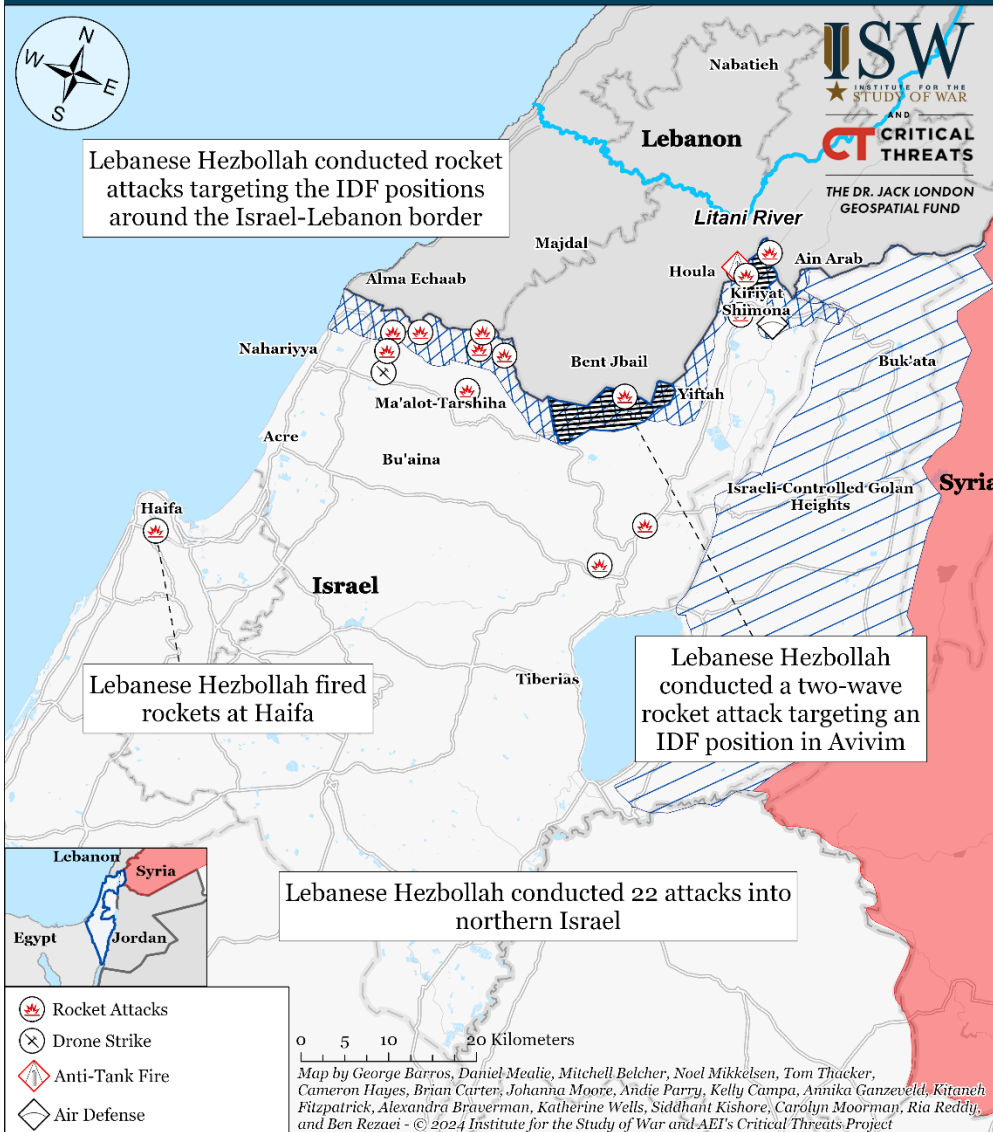 N
W
E
S
ISW
INSTITUTE FOR THE
STUDY OF WAR
AND
CT CRITICAL
THREATS
THE DR. JACK LONDON
GEOSPATIAL FUND
Nabatieh
Lebanon
Lebanese Hezbollah conducted rocket
attacks targeting the IDF positions
around the Israel-Lebanon border
Litani River
Majdal
Ain Arab
Houla
Alma Echaab
Kiriyat
Shimona
Nahariyya
Bent Jbail
Buk'ata
Yiftah
Ma'alot-Tarshiha
Acre
Bu'aina
Israeli-Controlled Golan
Heights
Syria
Haifa
Israel
Lebanese Hezbollah fired
rockets at Haifa
Tiberias
Lebanese Hezbollah
conducted a two-wave
rocket attack targeting an
IDF position in Avivim
Lebanon
Syria
Egypt
Jordan
Lebanese Hezbollah conducted 22 attacks into
northern Israel
Rocket Attacks
Drone Strike
Anti-Tank Fire
Air Defense
0 5 10 20 Kilometers
Map by George Barros, Daniel Mealie, Mitchell Belcher, Noel Mikkelsen, Tom Thacker,
Cameron Hayes, Brian Carter, Johanna Moore, Andie Parry, Kelly Campa, Annika Ganzeveld, Kitaneh
Fitzpatrick, Alexandra Braverman, Katherine Wells, Siddhant Kishore, Carolyn Moorman, Ria Reddy,
and Ben Rezaei - © 2024 Institute for the Study of War and AEI's Critical Threats Project